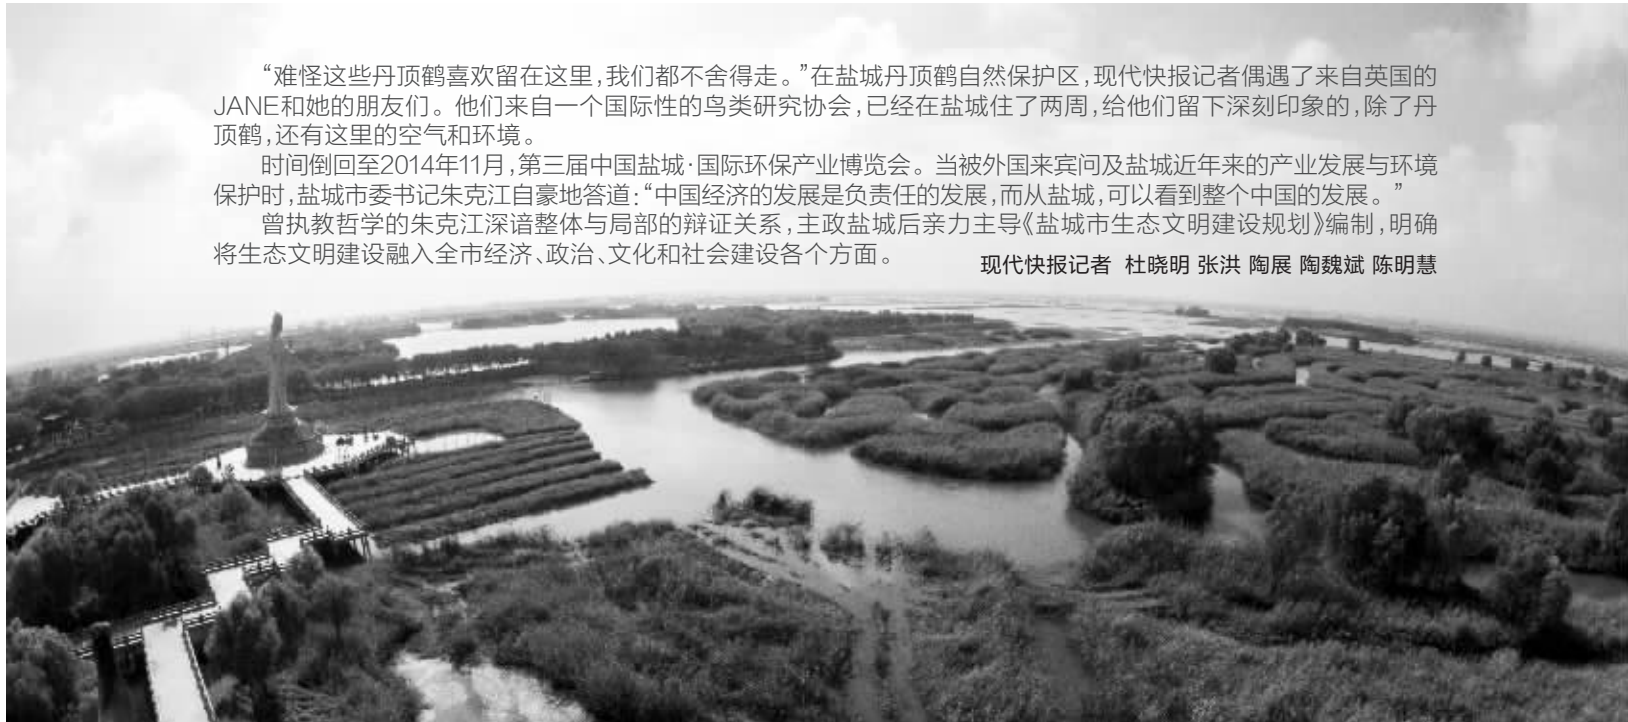 “难怪这些丹顶鹤喜欢留在这里,我们都不舍得走。”在盐城丹顶鹤自然保护区,现代快报记者偶遇了来自英国的
JANE和她的朋友们。他们来自一个国际性的鸟类研究协会,已经在盐城住了两周,给他们留下深刻印象的,除了丹
顶鹤,还有这里的空气和环境。
时间倒回至2014年11月,第三届中国盐城·国际环保产业博览会。当被外国来宾问及盐城近年来的产业发展与环境
保护时,盐城市委书记朱克江自豪地答道:“中国经济的发展是负责任的发展,而从盐城,可以看到整个中国的发展。”
曾执教哲学的朱克江深谙整体与局部的辩证关系,主政盐城后亲力主导《盐城市生态文明建设规划》编制,明确
将生态文明建设融入全市经济、政治、文化和社会建设各个方面。
现代快报记者 杜晓明 张洪 陶展 陶魏斌 陈明慧